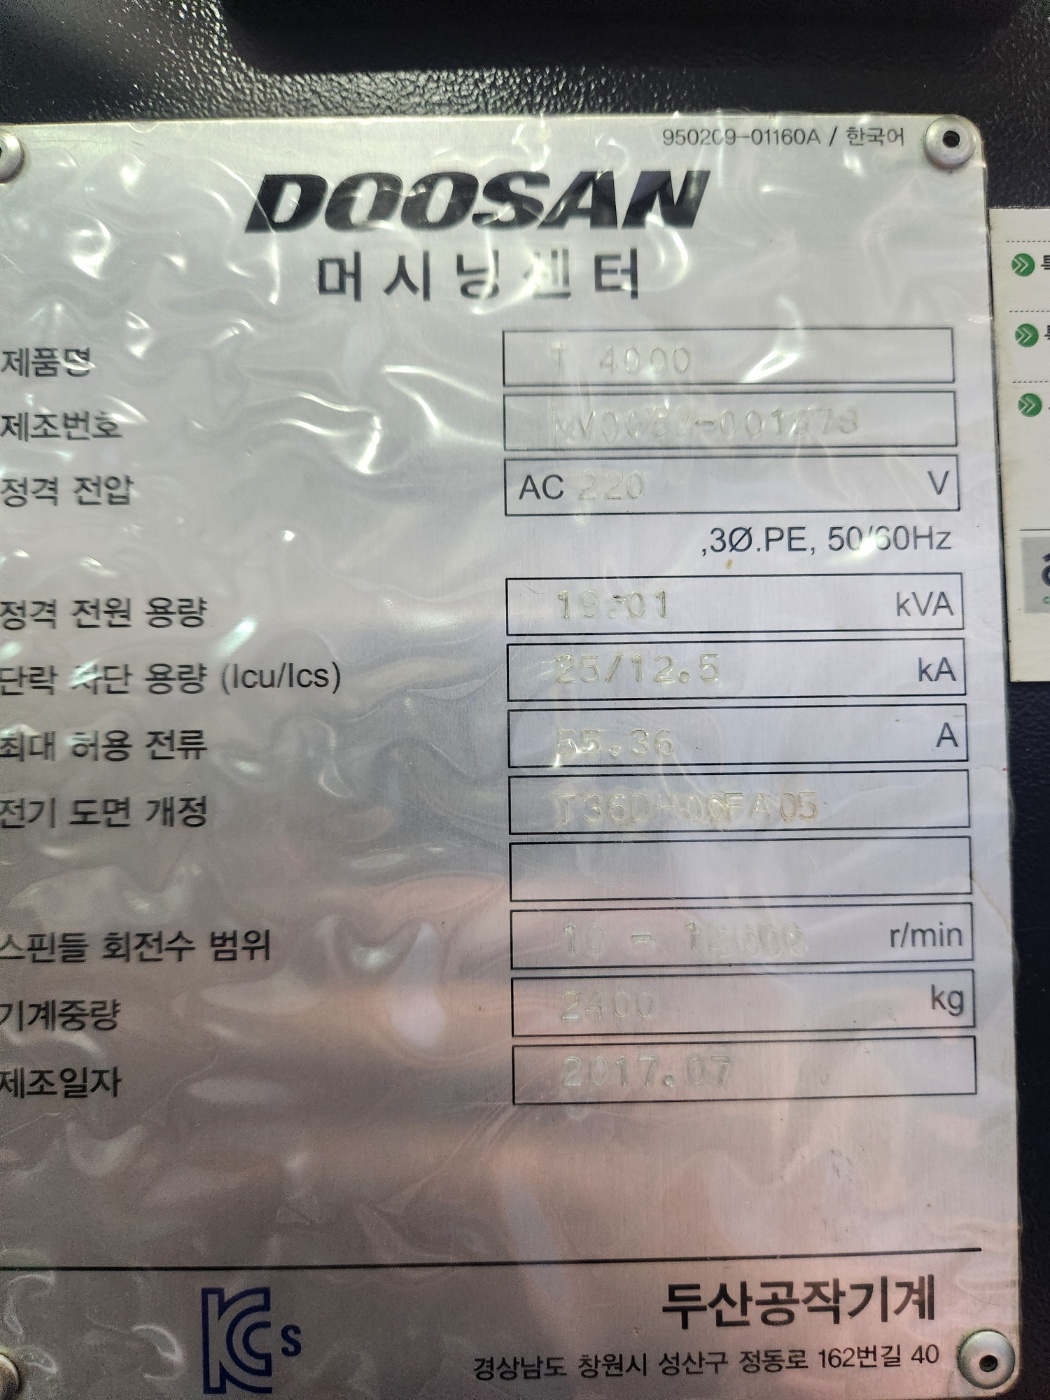 950209-01160A / 한국어
DOOSAN
머시닝센터
제품명 T 4000
제조번호
정격 전압 AC 220 V
,3Ø.PE, 50/60Hz
정격 전원 용량 kVA
단락 차단 용량 (Icu/Ics) 25/12.5 kA
최대 허용 전류 55.36 A
전기 도면 개정
스핀들 회전수 범위 r/min
기계중량 2400 kg
제조일자 2017.07
KCs
두산공작기계
경상남도 창원시 성산구 정동로 162번길 40